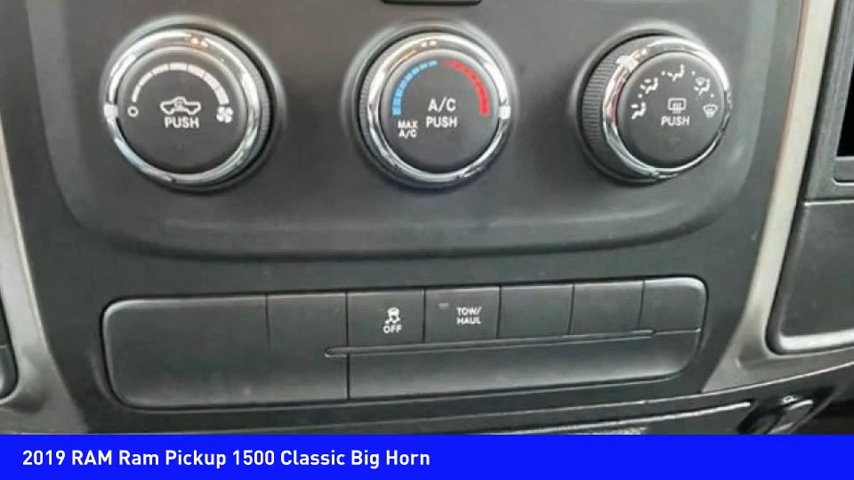 PUSH
A/C
PUSH
MAX
A/C
PUSH
OFF
TOW/
HAUL
2019 RAM Ram Pickup 1500 Classic Big Horn